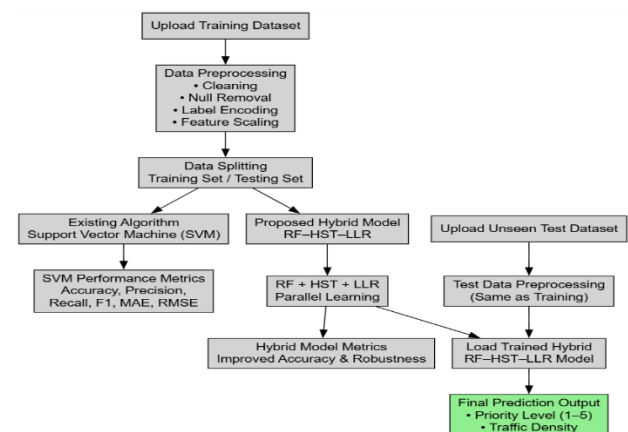 Upload Training Dataset
Data Preprocessing
• Cleaning
• Null Removal
• Label Encoding
• Feature Scaling
Data Splitting
Training Set / Testing Set
Existing Algorithm
Support Vector Machine (SVM)
Proposed Hybrid Model
RF–HST–LLR
Upload Unseen Test Dataset
SVM Performance Metrics
Accuracy, Precision,
Recall, F1, MAE, RMSE
RF + HST + LLR
Parallel Learning
Test Data Preprocessing
(Same as Training)
Hybrid Model Metrics
Improved Accuracy & Robustness
Load Trained Hybrid
RF–HST–LLR Model
Final Prediction Output
• Priority Level (1–5)
• Traffic Density